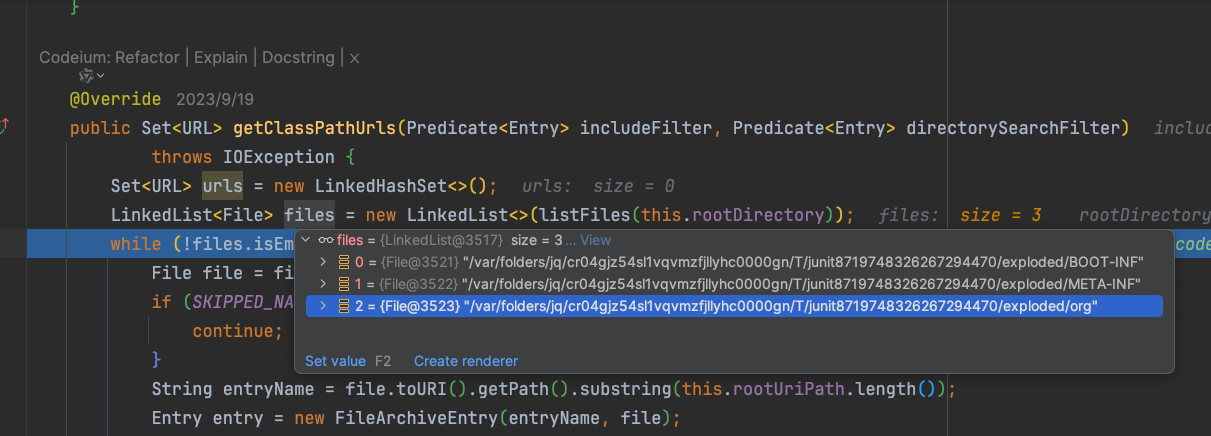 }
Codeium: Refactor | Explain | Docstring | ×
@Override 2023/9/19
public Set<URL> getClassPathUrls(Predicate<Entry> includeFilter, Predicate<Entry> directorySearchFilter) includ
throws IOException {
Set<URL> urls = new LinkedHashSet<>(); urls: size = 0
LinkedList<File> files = new LinkedList<>(listFiles(this.rootDirectory)); files: size = 3 rootDirectory
while (!files.isEm code
files = {LinkedList@3517} size = 3 ... View
0 = {File@3521} "/var/folders/jq/cr04gjz54sl1vqvmzfjllyhc0000gn/T/junit8719748326267294470/exploded/BOOT-INF"
File file = fi
1 = {File@3522} "/var/folders/jq/cr04gjz54sl1vqvmzfjllyhc0000gn/T/junit8719748326267294470/exploded/META-INF"
if (SKIPPED_NA
2 = {File@3523} "/var/folders/jq/cr04gjz54sl1vqvmzfjllyhc0000gn/T/junit8719748326267294470/exploded/org"
continue;
}
Set value F2 Create renderer
String entryName = file.toURI().getPath().substring(this.rootUriPath.length());
Entry entry = new FileArchiveEntry(entryName, file);